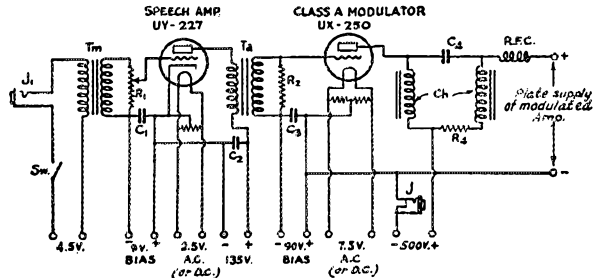 SPEECH AMP.
UY-227
CLASS A MODULATOR
UX-250
J₁
Tm
R₁
C₁
Ta
C₂
R₂
C₃
C₄
R.F.C.
+
Ch
R₄
Plate supply
of modulated
Amp.
-
Sw.
J
4.5V.
- 9V. +
BIAS
2.5V.
A.C.
(or D.C.)
- +
135V.
- 90V. +
BIAS
7.5V.
A.C
(or D.C.)
- 500V. +